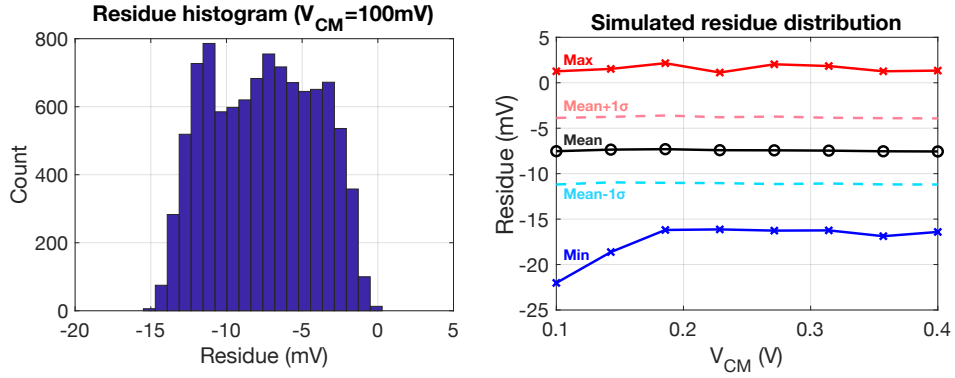 Residue histogram (V_CM=100mV)
Count
800
600
400
200
0
-20
-15
-10
-5
0
5
Residue (mV)
Simulated residue distribution
Residue (mV)
5
0
-5
-10
-15
-20
-25
Max
Mean+1σ
Mean
Mean-1σ
Min
0.1
0.2
0.3
0.4
V_CM (V)